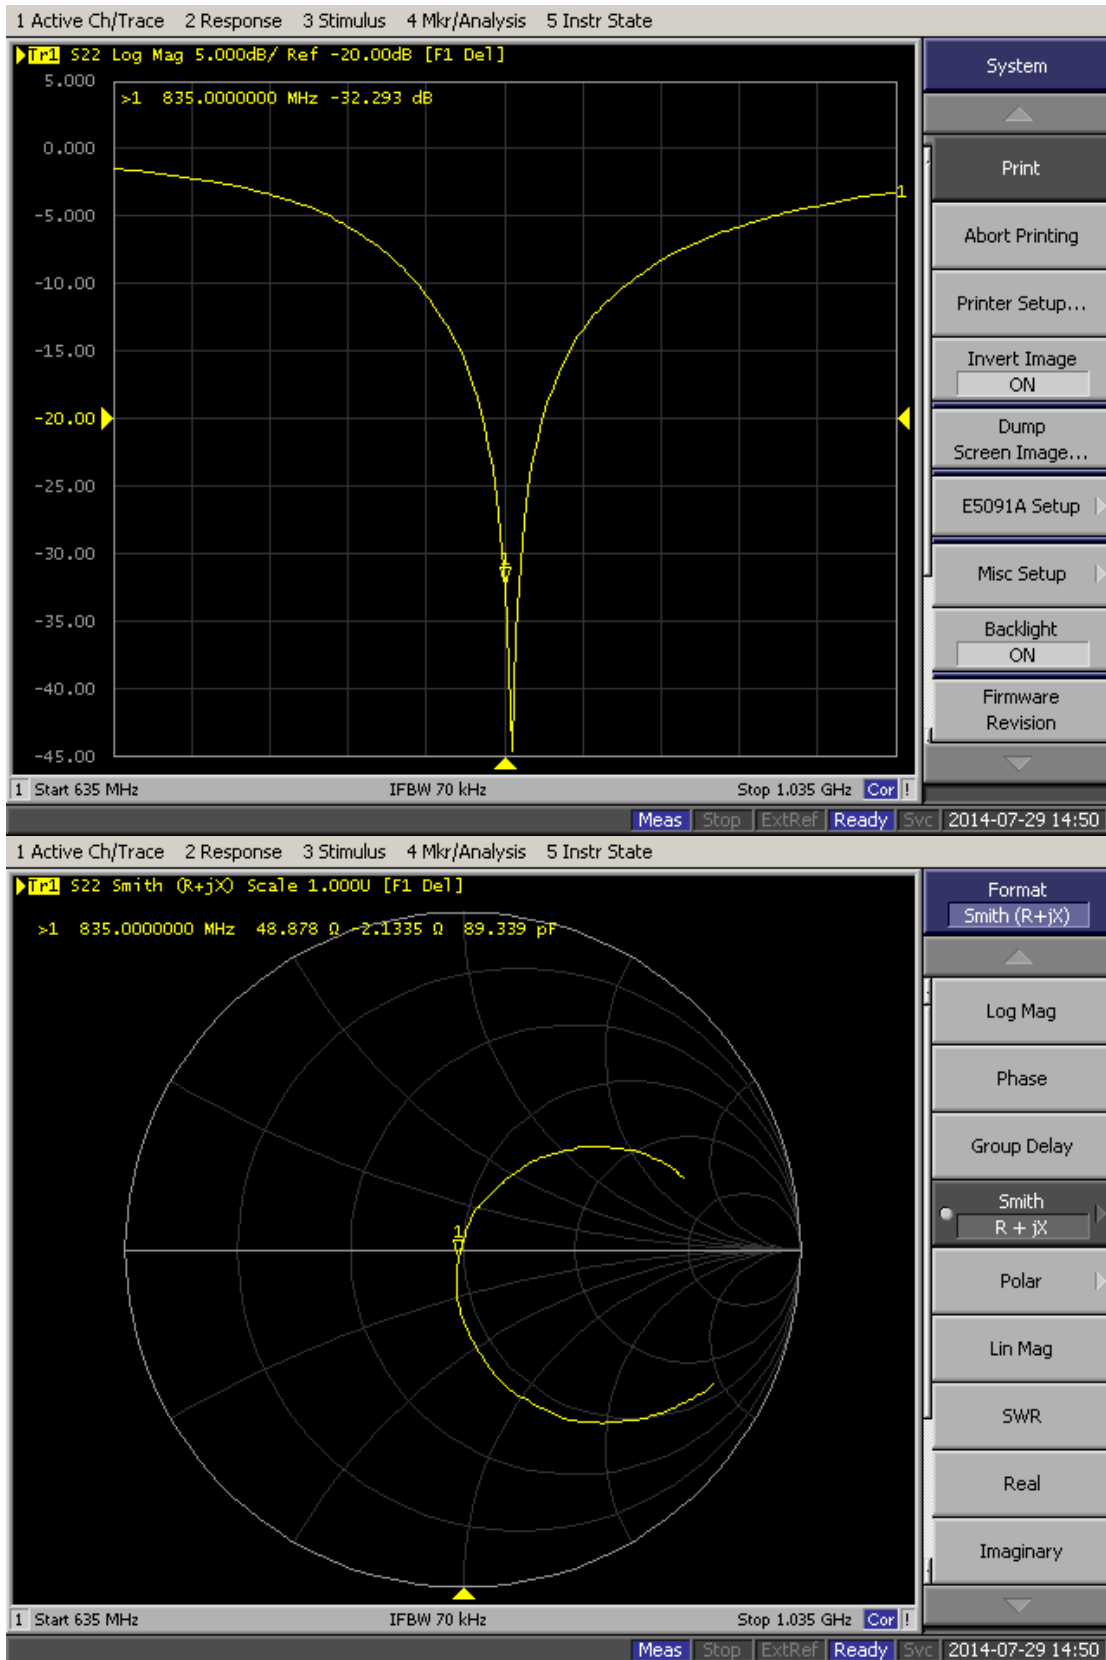 1 Active Ch/Trace 2 Response 3 Stimulus 4 Mkr/Analysis 5 Instr State
Tr1 S22 Log Mag 5.000dB/ Ref -20.00dB [F1 Del]
5.000
>1 835.0000000 MHz -32.293 dB
0.000
-5.000
-10.00
-15.00
-20.00
-25.00
-30.00
-35.00
-40.00
-45.00
1
1
1 Start 635 MHz IFBW 70 kHz Stop 1.035 GHz Cor !
System
Print
Abort Printing
Printer Setup...
Invert Image
ON
Dump
Screen Image...
E5091A Setup
Misc Setup
Backlight
ON
Firmware
Revision
Meas Stop ExtRef Ready Svc 2014-07-29 14:50
1 Active Ch/Trace 2 Response 3 Stimulus 4 Mkr/Analysis 5 Instr State
Tr1 S22 Smith (R+jX) Scale 1.000U [F1 Del]
>1 835.0000000 MHz 48.878 Ω -2.1335 Ω 89.339 pF
1
1 Start 635 MHz IFBW 70 kHz Stop 1.035 GHz Cor !
Format
Smith (R+jX)
Log Mag
Phase
Group Delay
Smith
R + jX
Polar
Lin Mag
SWR
Real
Imaginary
Meas Stop ExtRef Ready Svc 2014-07-29 14:50